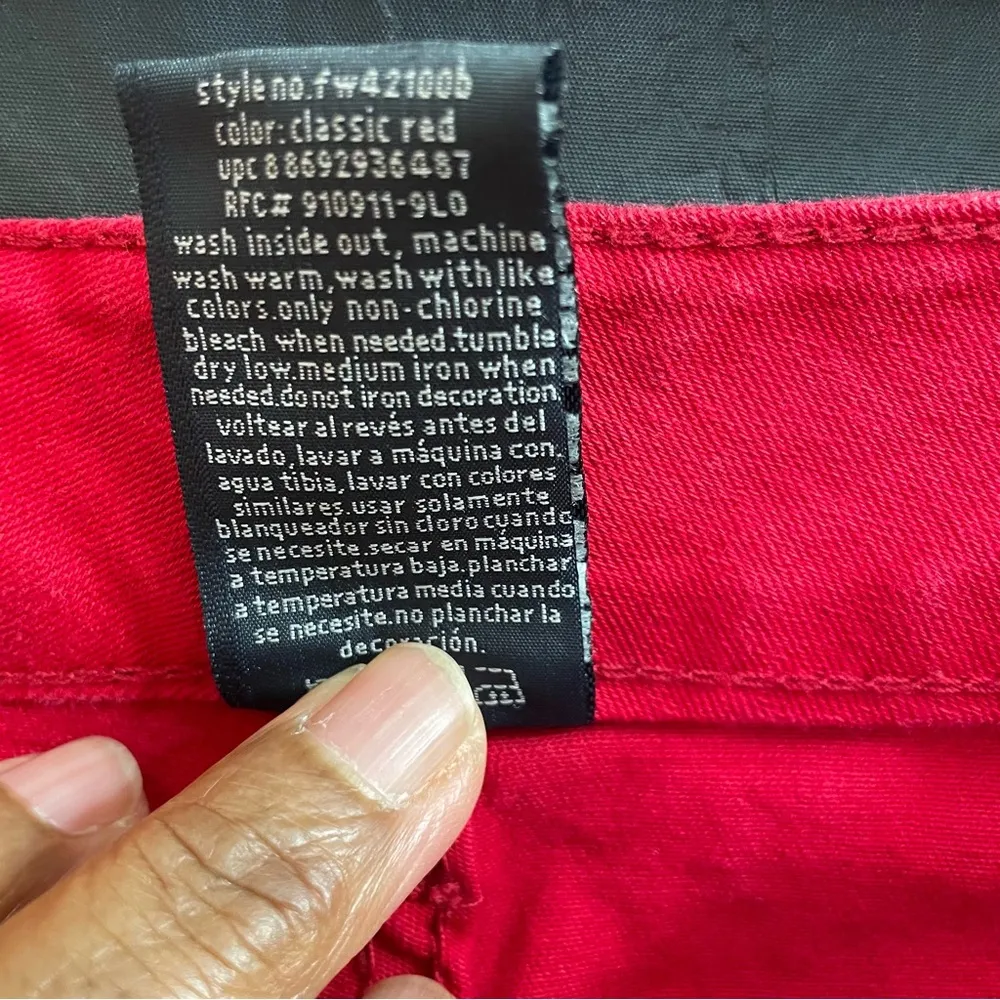 style no.fw42100b
color:classic red
upc 88692936487
RFC# 910911-9L0
wash inside out, machine
wash warm,wash with like
colors.only non-chlorine
bleach when needed.tumble
dry low.medium iron when
needed.do not iron decoration
voltear al revés antes del
lavado,lavar a máquina con
agua tibia,lavar con colores
similares.usar solamente
blanqueador sin cloro cuando
se necesite.secar en máquina
a temperatura baja.planchar
a temperatura media cuando
se necesite.no planchar la
decoración.